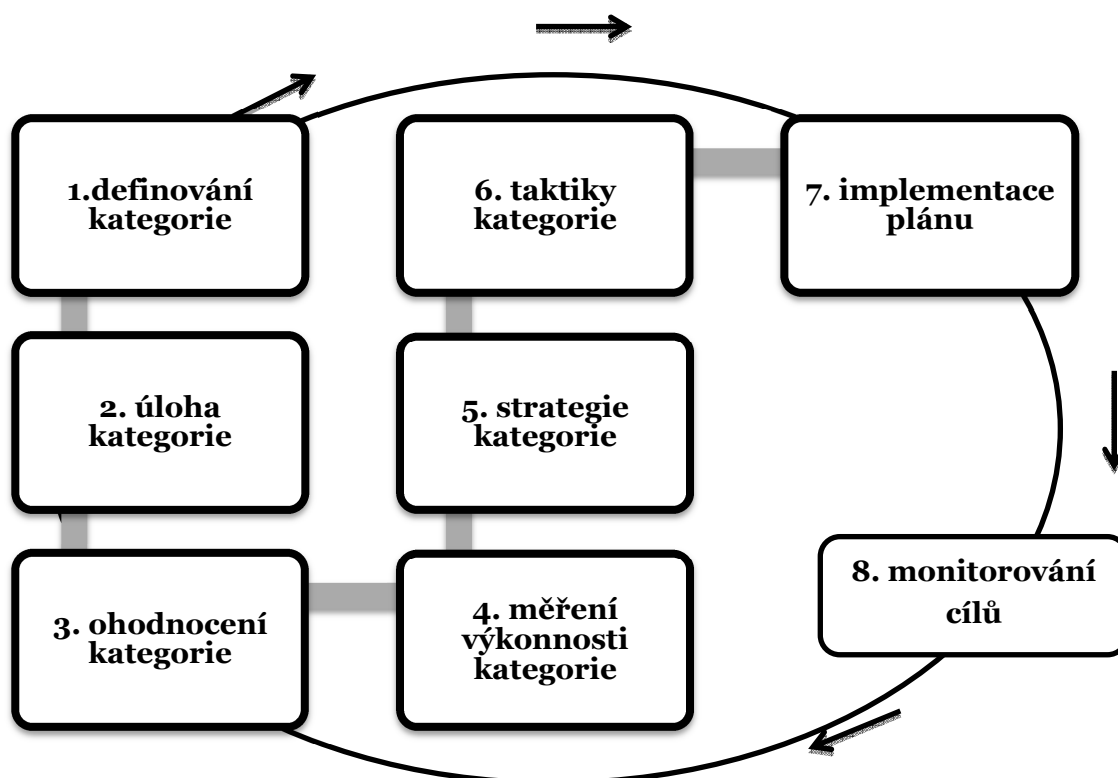 1.definování
kategorie
2. úloha
kategorie
3. ohodnocení
kategorie
4. měření
výkonnosti
kategorie
5. strategie
kategorie
6. taktiky
kategorie
7. implementace
plánu
8. monitorování
cílů